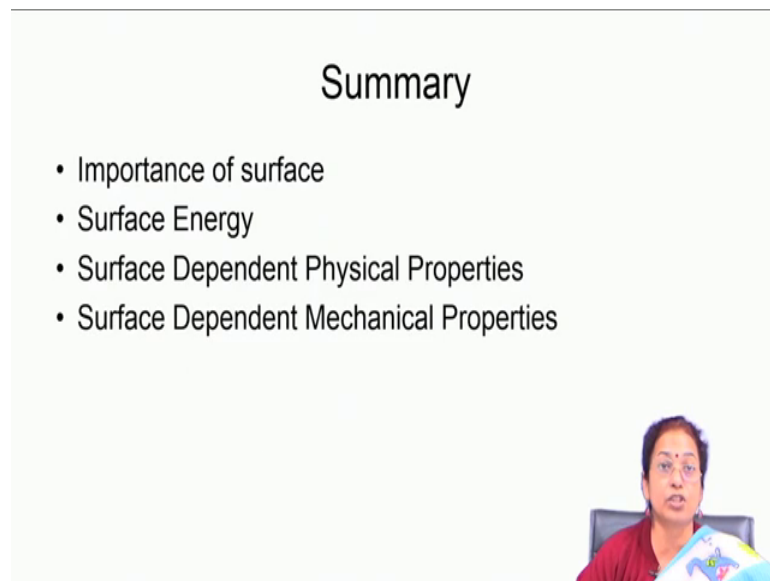 Summary
• Importance of surface
• Surface Energy
• Surface Dependent Physical Properties
• Surface Dependent Mechanical Properties